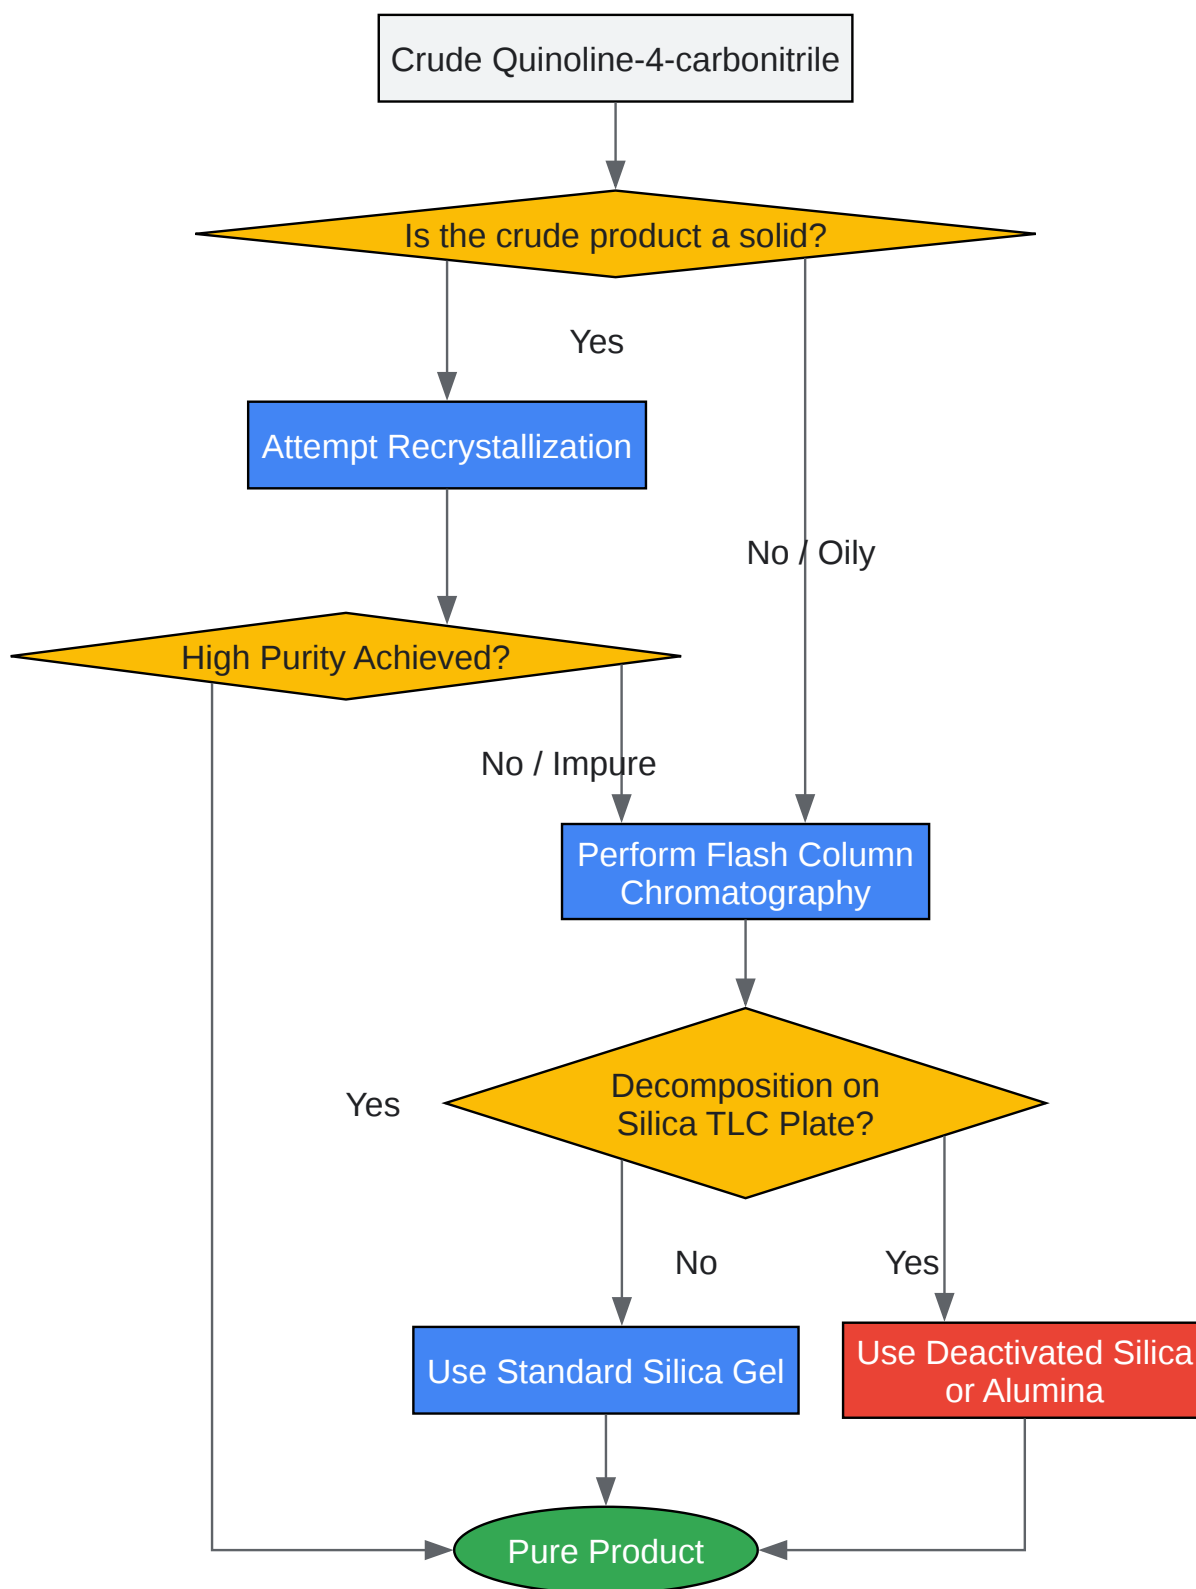 Crude Quinoline-4-carbonitrile
Is the crude product a solid?
Yes
Attempt Recrystallization
No / Oily
High Purity Achieved?
No / Impure
Perform Flash Column
Chromatography
Decomposition on
Silica TLC Plate?
Yes
No
Yes
Use Standard Silica Gel
Use Deactivated Silica
or Alumina
Pure Product